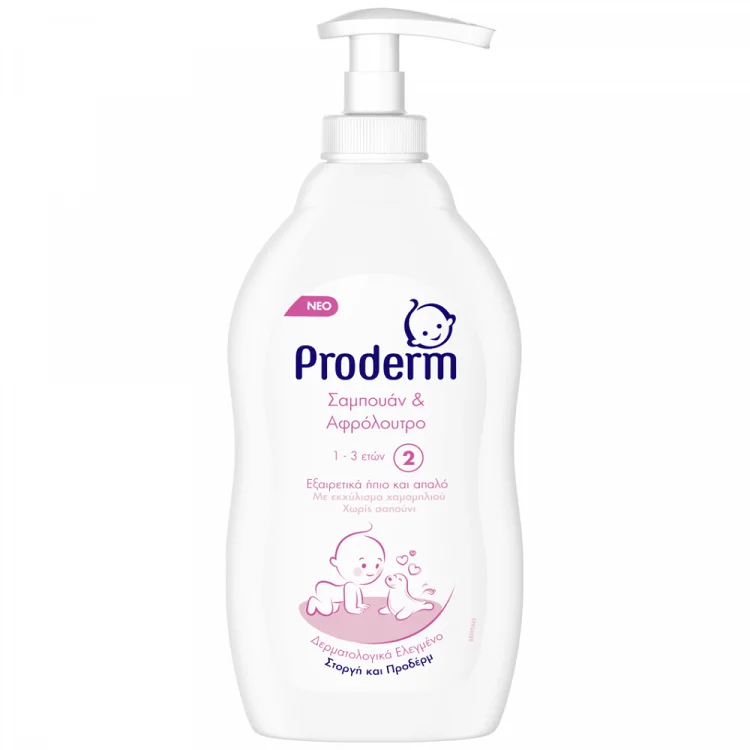 ΝΕΟ
Proderm
Σαμπουάν &
Αφρόλουτρο
1 - 3 ετών 2
Εξαιρετικά ήπιο και απαλό
Με εκχύλισμα χαμομηλιού
Χωρίς σαπούνι
Δερματολογικά Ελεγμένο
Στοργή και Προδέρμ